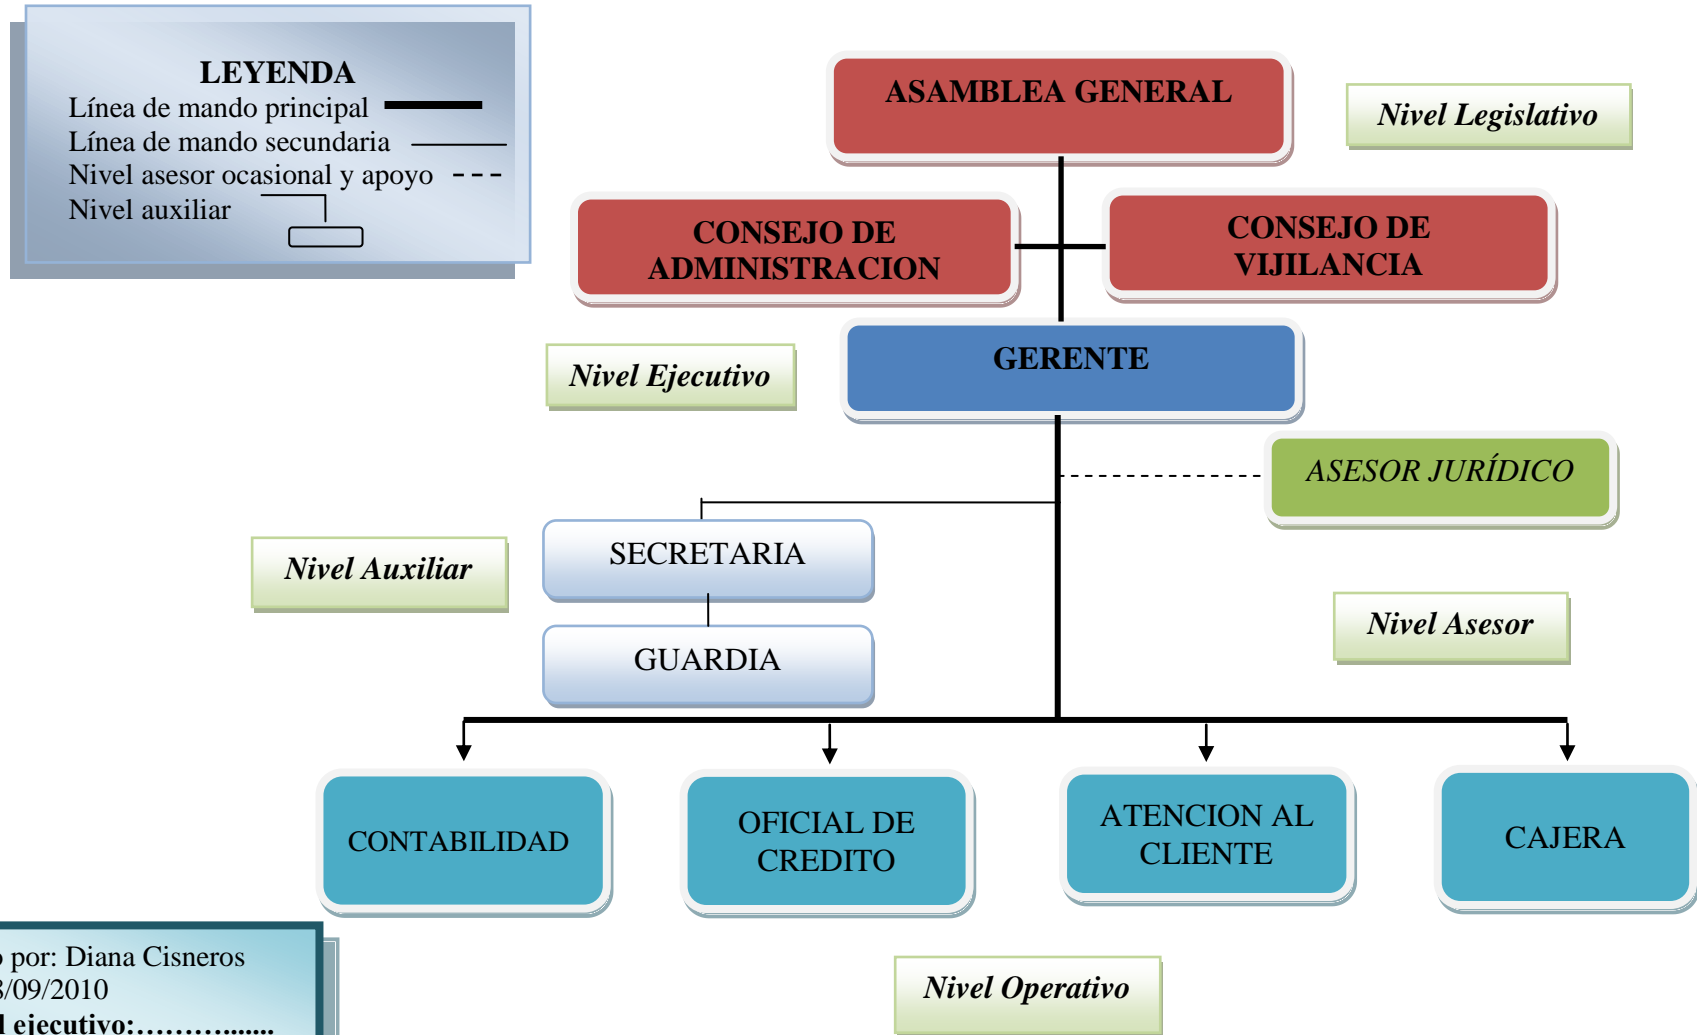 LEYENDA
Línea de mando principal
Línea de mando secundaria
Nivel asesor ocasional y apoyo
Nivel auxiliar
ASAMBLEA GENERAL
Nivel Legislativo
CONSEJO DE
ADMINISTRACION
CONSEJO DE
VIJILANCIA
GERENTE
Nivel Ejecutivo
ASESOR JURÍDICO
SECRETARIA
Nivel Auxiliar
GUARDIA
Nivel Asesor
CONTABILIDAD
OFICIAL DE
CREDITO
ATENCION AL
CLIENTE
CAJERA
por: Diana Cisneros
/09/2010
ejecutivo:................
Nivel Operativo